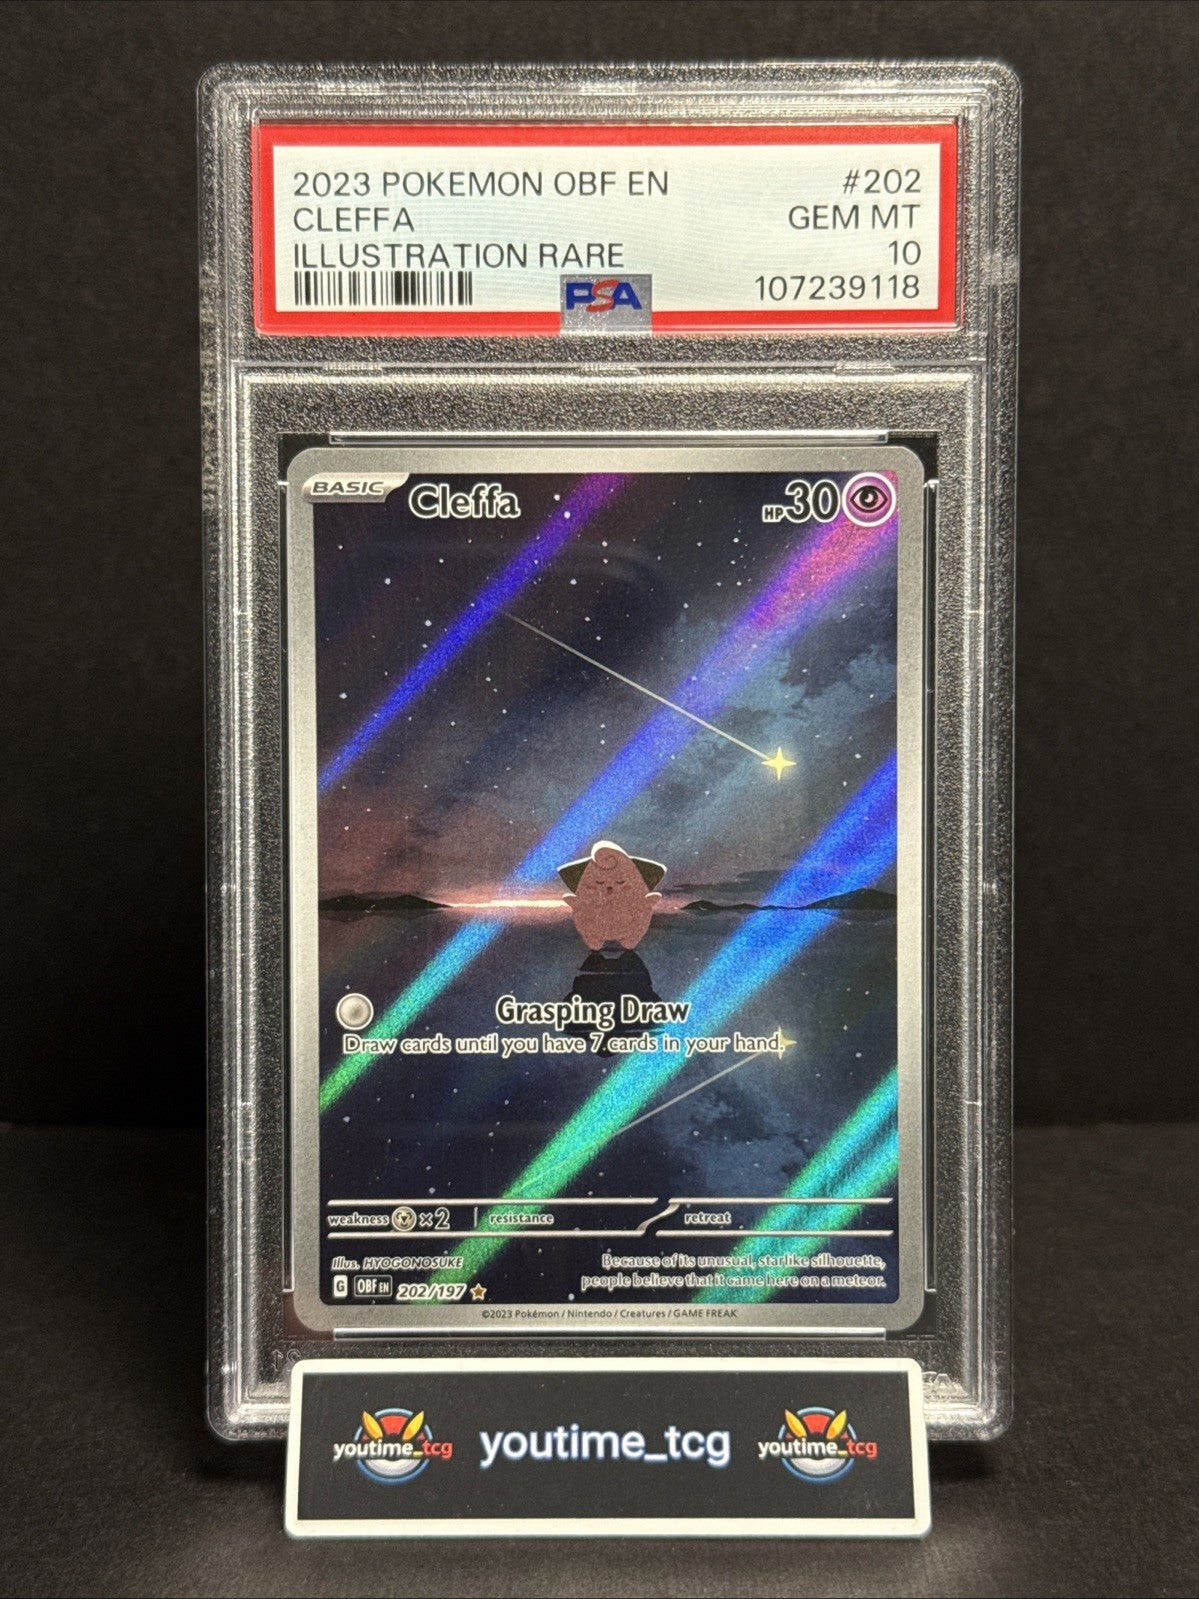 2023 POKEMON OBF EN #202
CLEFFA GEM MT
ILLUSTRATION RARE 10
PSA 107239118
BASIC Cleffa HP 30
Grasping Draw
Draw cards until you have 7 cards in your hand.
weakness ×2 resistance retreat
Illus. HYOGONOSUKE
Because of its unusual, starlike silhouette,
people believe that it came here on a meteor.
G OBF EN 202/197
©2023 Pokémon / Nintendo / Creatures / GAME FREAK
youtime_tcg youtime_tcg youtime_tcg